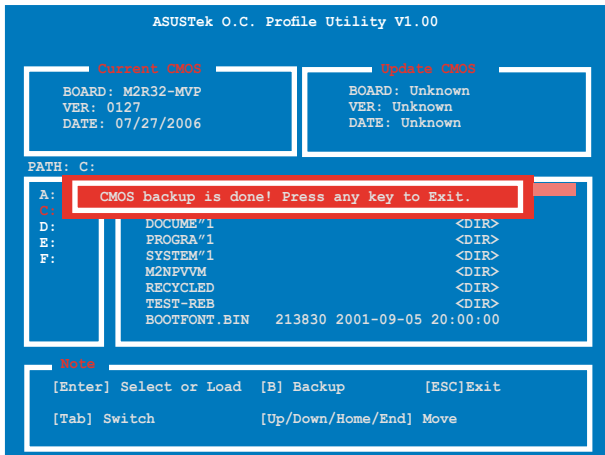 ASUSTek O.C. Profile Utility V1.00
Current CMOS
BOARD: M2R32-MVP
VER: 0127
DATE: 07/27/2006
Update CMOS
BOARD: Unknown
VER: Unknown
DATE: Unknown
PATH: C:
A:
C:
D:
E:
F:
CMOS backup is done! Press any key to Exit.
DOCUME"1 <DIR>
PROGRA"1 <DIR>
SYSTEM"1 <DIR>
M2NPVVM <DIR>
RECYCLED <DIR>
TEST-REB <DIR>
BOOTFONT.BIN 213830 2001-09-05 20:00:00
Note
[Enter] Select or Load [B] Backup [ESC]Exit
[Tab] Switch [Up/Down/Home/End] Move